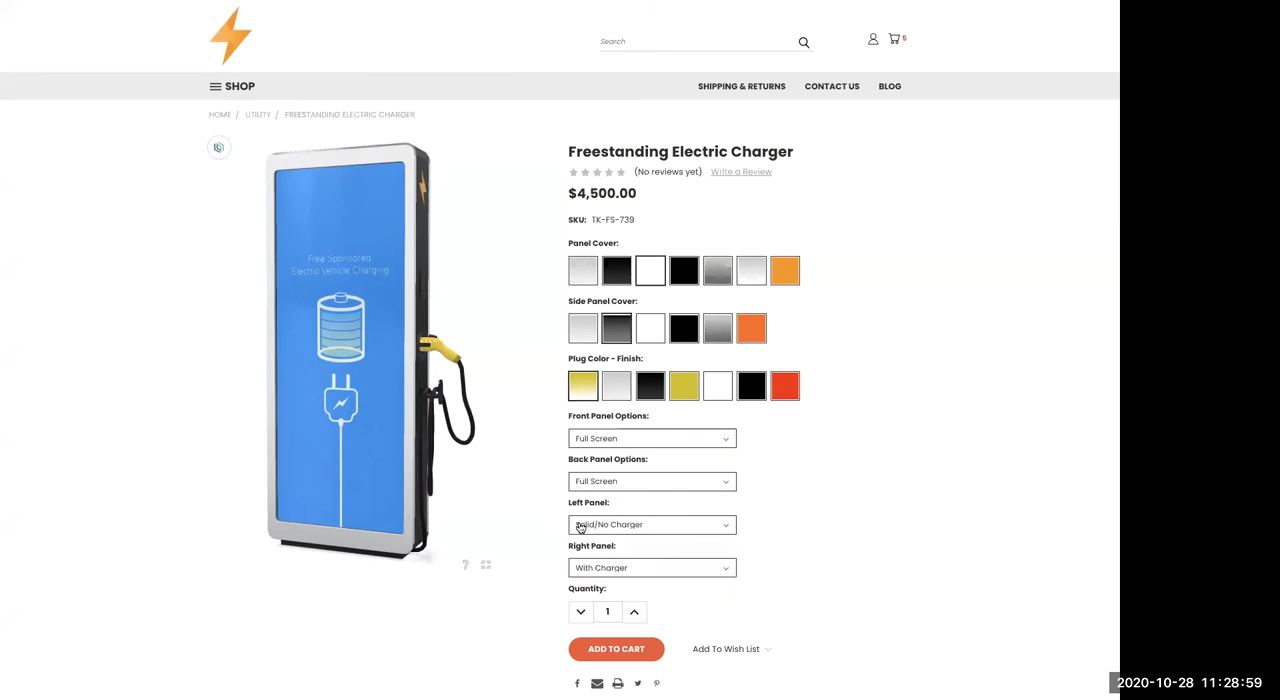 Search
5
SHOP
SHIPPING & RETURNS
CONTACT US
BLOG
HOME / UTILITY / FREESTANDING ELECTRIC CHARGER
Free Sponsored
Electric Vehicle Charging
?
Freestanding Electric Charger
(No reviews yet) Write a Review
$4,500.00
SKU: TK-FS-739
Panel Cover:
Side Panel Cover:
Plug Color - Finish:
Front Panel Options:
Full Screen
Back Panel Options:
Full Screen
Left Panel:
Solid/No Charger
Right Panel:
With Charger
Quantity:
1
ADD TO CART
Add To Wish List
2020-10-28 11:28:59